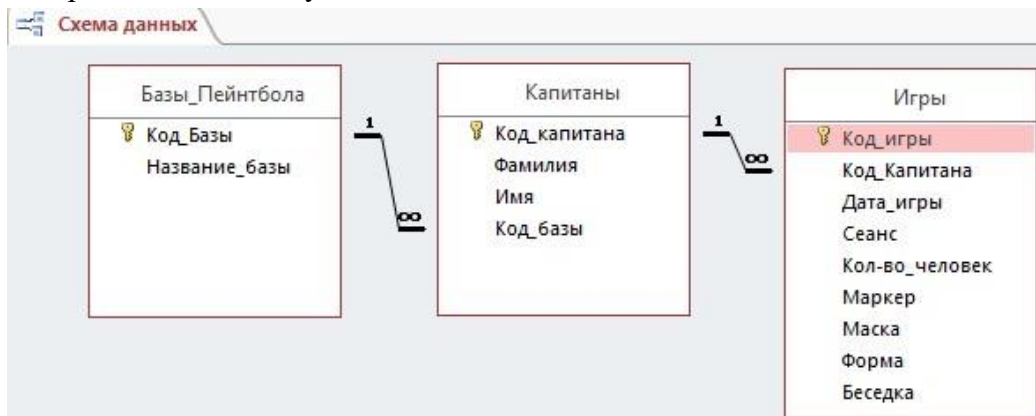 Схема данных
Базы_Пейнтбола
Код_Базы
Название_базы
1
∞
Капитаны
Код_капитана
Фамилия
Имя
Код_базы
1
∞
Игры
Код_игры
Код_Капитана
Дата_игры
Сеанс
Кол-во_человек
Маркер
Маска
Форма
Беседка